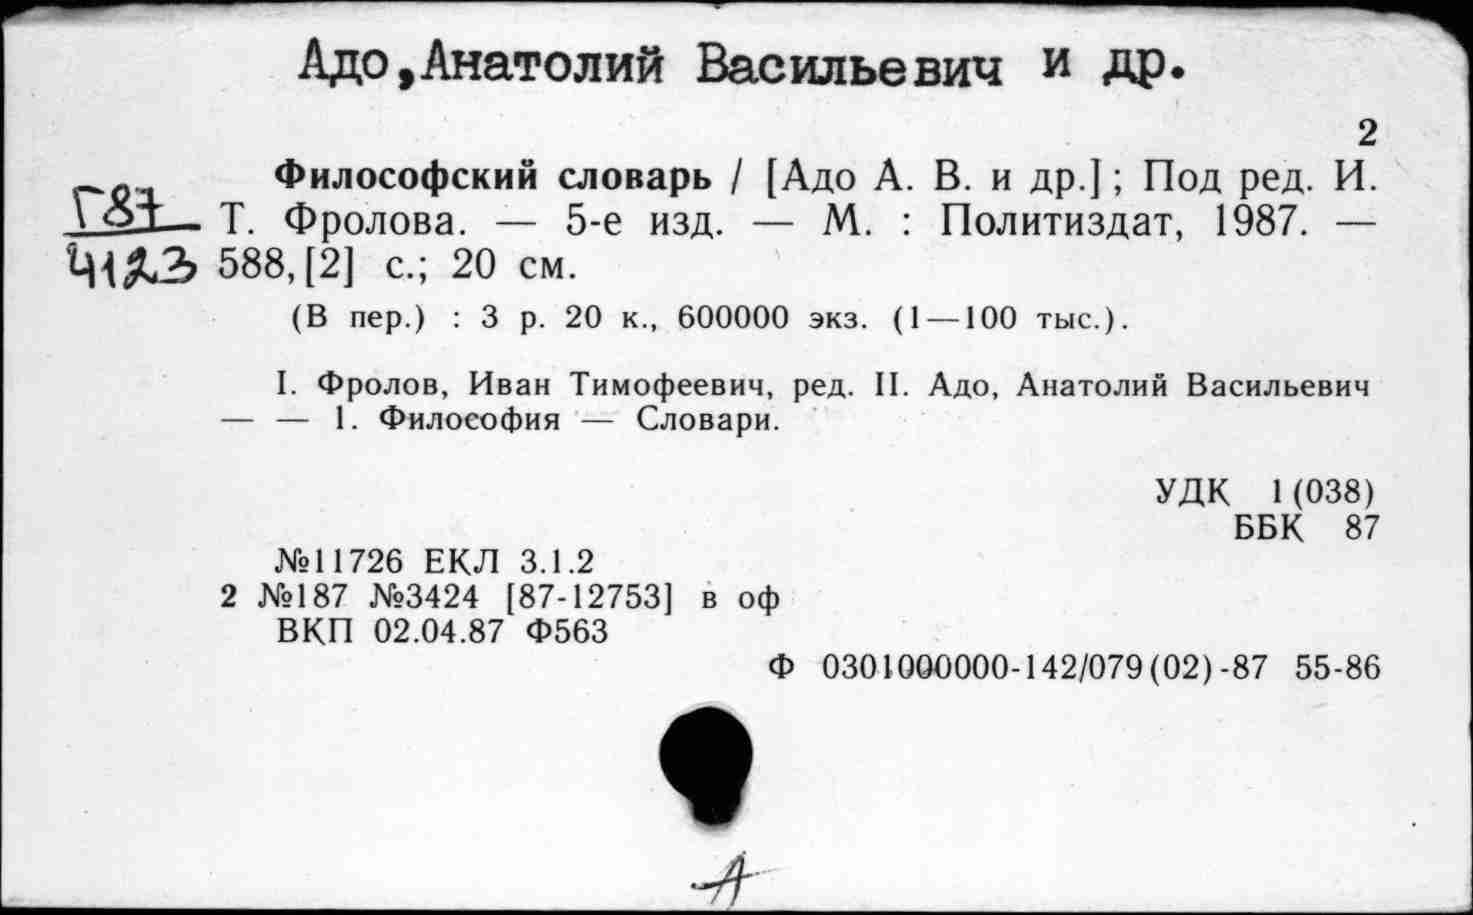 Адо,Анатолий Васильевич и др.
2
Философский словарь / [Адо А. В. и др.] ; Под ред. И.
Г87
Т. Фролова. — 5-е изд. — М. : Политиздат, 1987. —
588,[2] с.; 20 см.
(В пер.) : 3 р. 20 к., 600000 экз. (1—100 тыс.).
I. Фролов, Иван Тимофеевич, ред. II. Адо, Анатолий Васильевич
— — 1. Философия — Словари.
УДК 1(038)
ББК 87
№11726 ЕКЛ 3.1.2
2 №187 №3424 [87-12753] в оф
ВКП 02.04.87 Ф563
Ф 0301000000-142/079(02)-87 55-86
А